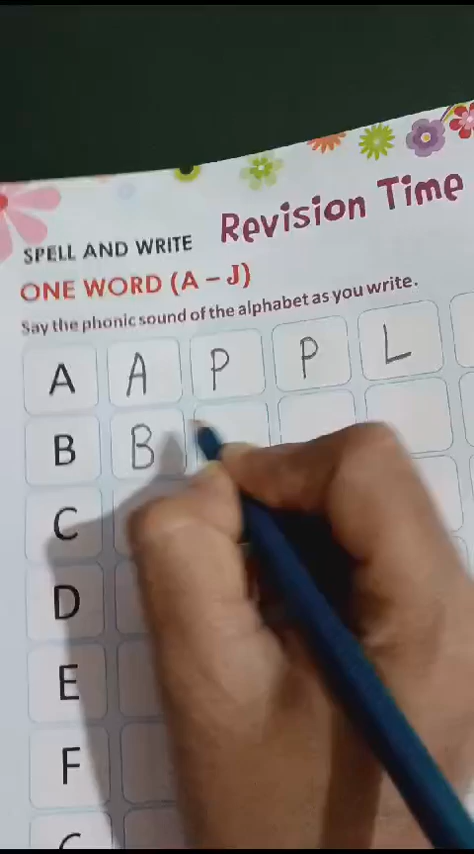 Revision Time
SPELL AND WRITE
ONE WORD (A – J)
Say the phonic sound of the alphabet as you write.
A A P P L
B B
C
D
E
F